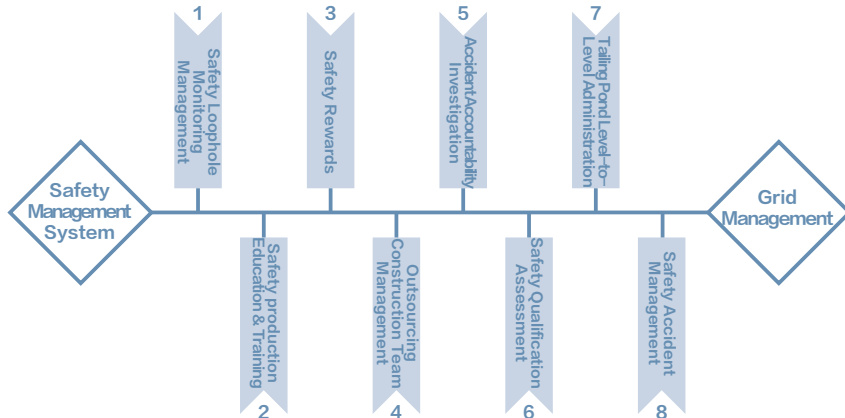 1
Safety Loophole
Monitoring
Management
3
Safety Rewards
5
Accident Accountability
Investigation
7
Tailing Pond Level-to-
Level Administration
Safety
Management
System
Grid
Management
Safety production
Education & Training
2
Outsourcing
Construction Team
Management
4
Safety Qualification
Assessment
6
Safety Accident
Management
8